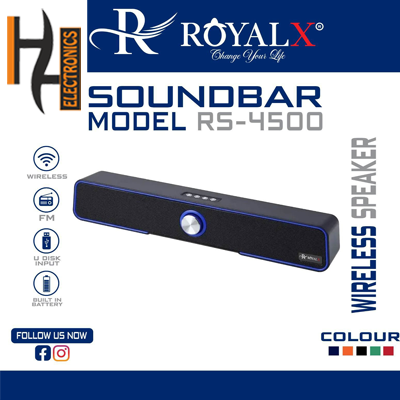 H
ELECTRONICS
R ROYALX®
Change Your Life
SOUNDBAR
MODEL RS-4500
WIRELESS
FM
U DISK
INPUT
BUILT IN
BATTERY
WIRELESS SPEAKER
FOLLOW US NOW
COLOUR